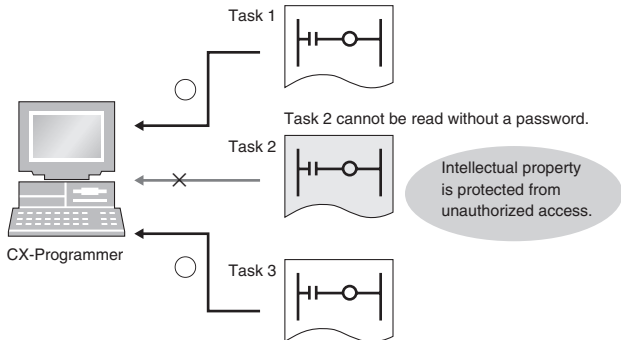 Task 1
Task 2 cannot be read without a password.
Task 2
Intellectual property
is protected from
unauthorized access.
CX-Programmer
Task 3